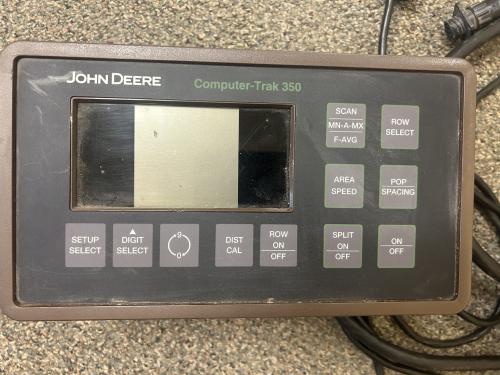 JOHN DEERE
Computer-Trak 350
SCAN
MN-A-MX
F-AVG
ROW
SELECT
AREA
SPEED
POP
SPACING
SETUP
SELECT
DIGIT
SELECT
9
0
DIST
CAL
ROW
ON
OFF
SPLIT
ON
OFF
ON
OFF